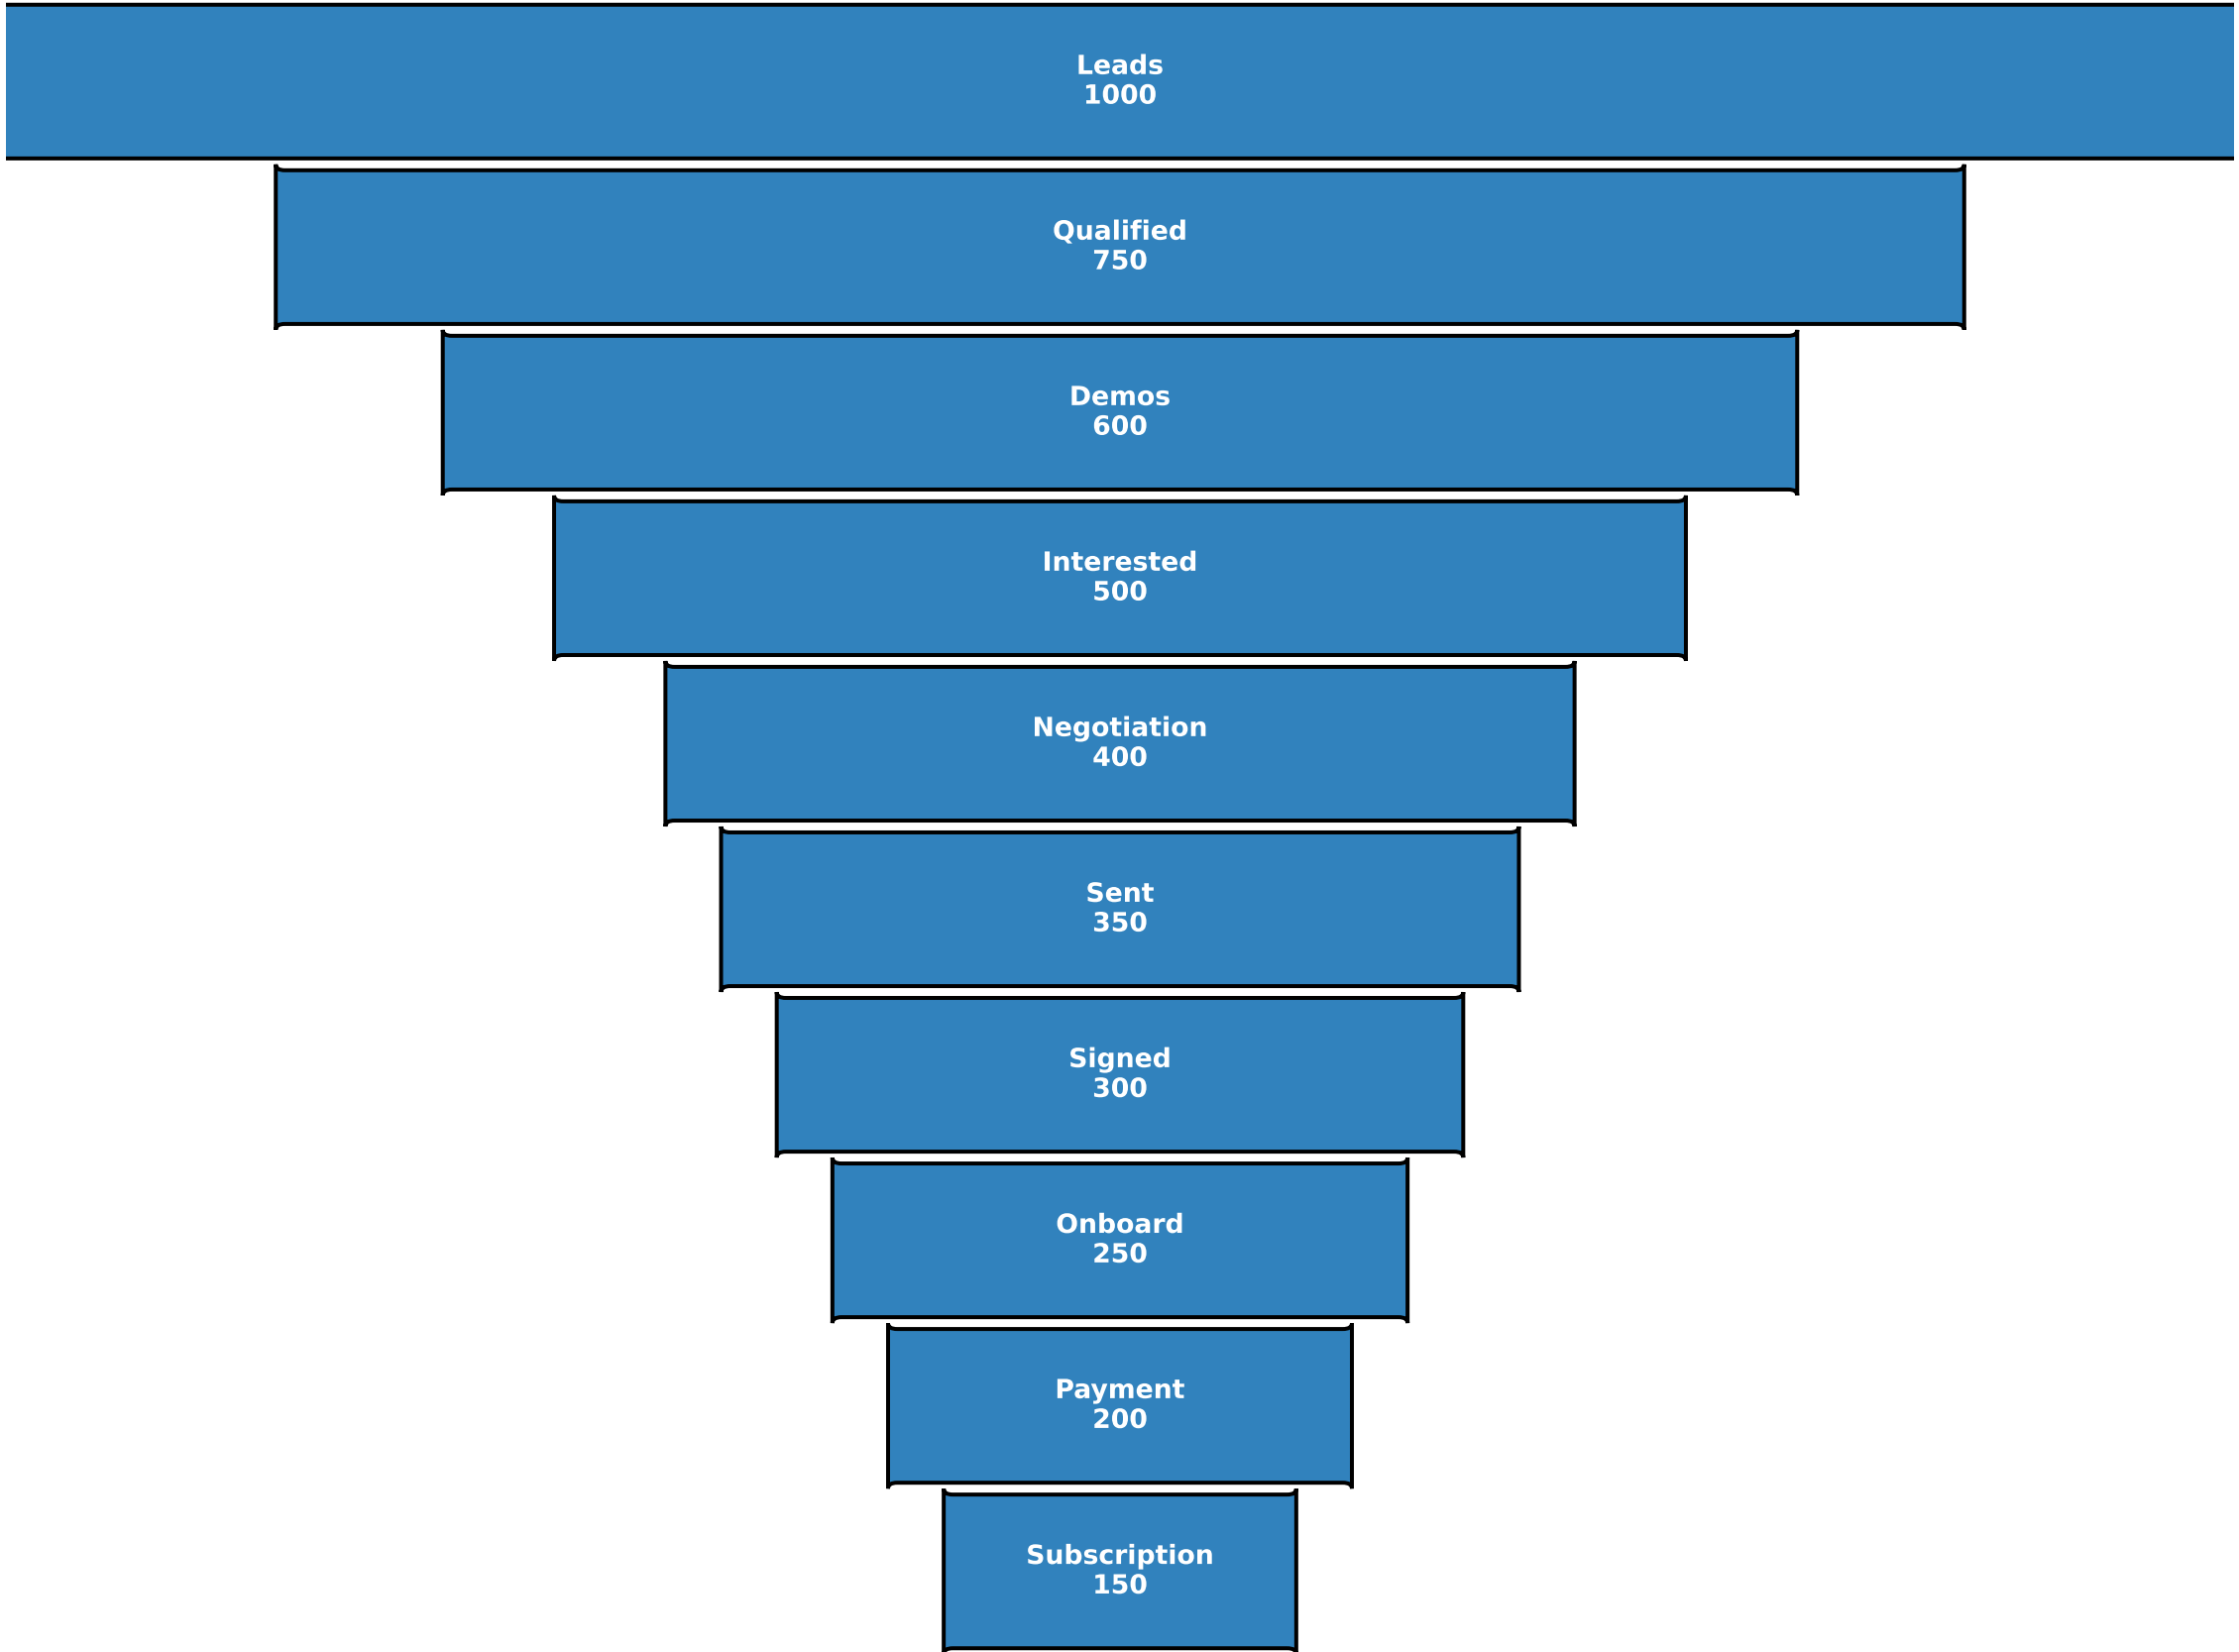 Leads
1000
Qualified
750
Demos
600
Interested
500
Negotiation
400
Sent
350
Signed
300
Onboard
250
Payment
200
Subscription
150